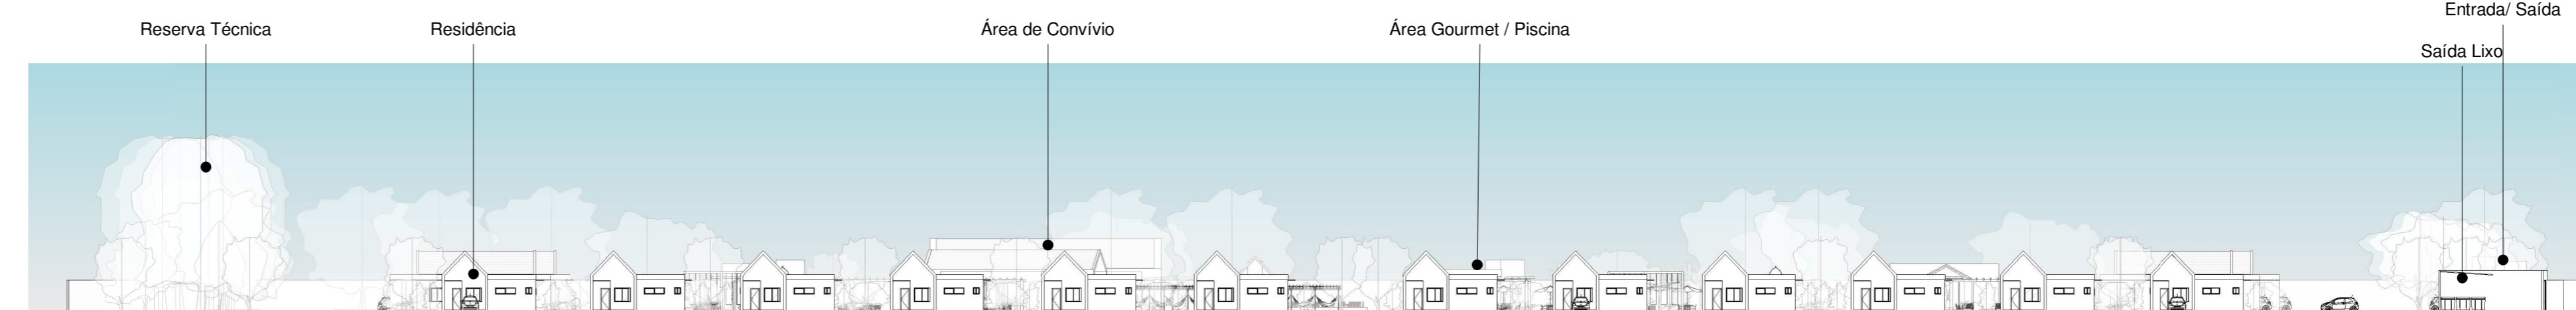 Entrada/ Saída
Reserva Técnica
Residência
Área de Convívio
Área Gourmet / Piscina
Saída Lixo